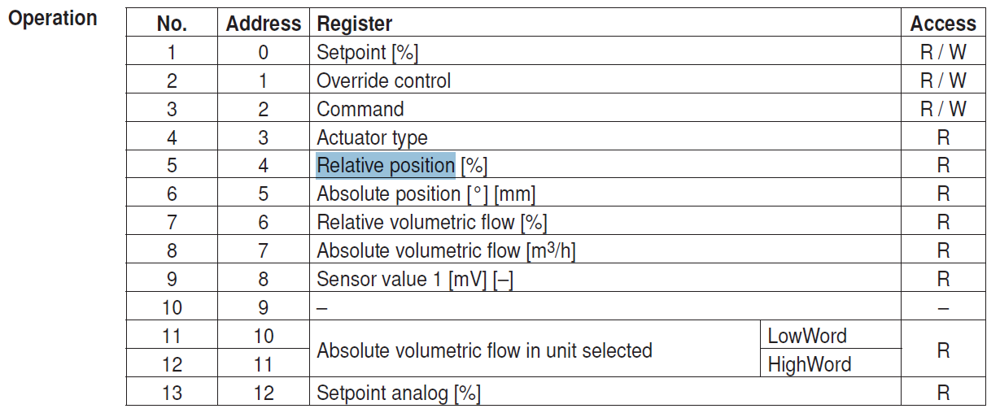 Operation
No. Address Register Access
1 0 Setpoint [%] R / W
2 1 Override control R / W
3 2 Command R / W
4 3 Actuator type R
5 4 Relative position [%] R
6 5 Absolute position [°] [mm] R
7 6 Relative volumetric flow [%] R
8 7 Absolute volumetric flow [m³/h] R
9 8 Sensor value 1 [mV] [–] R
10 9 – –
11 10 Absolute volumetric flow in unit selected LowWord R
12 11 HighWord
13 12 Setpoint analog [%] R